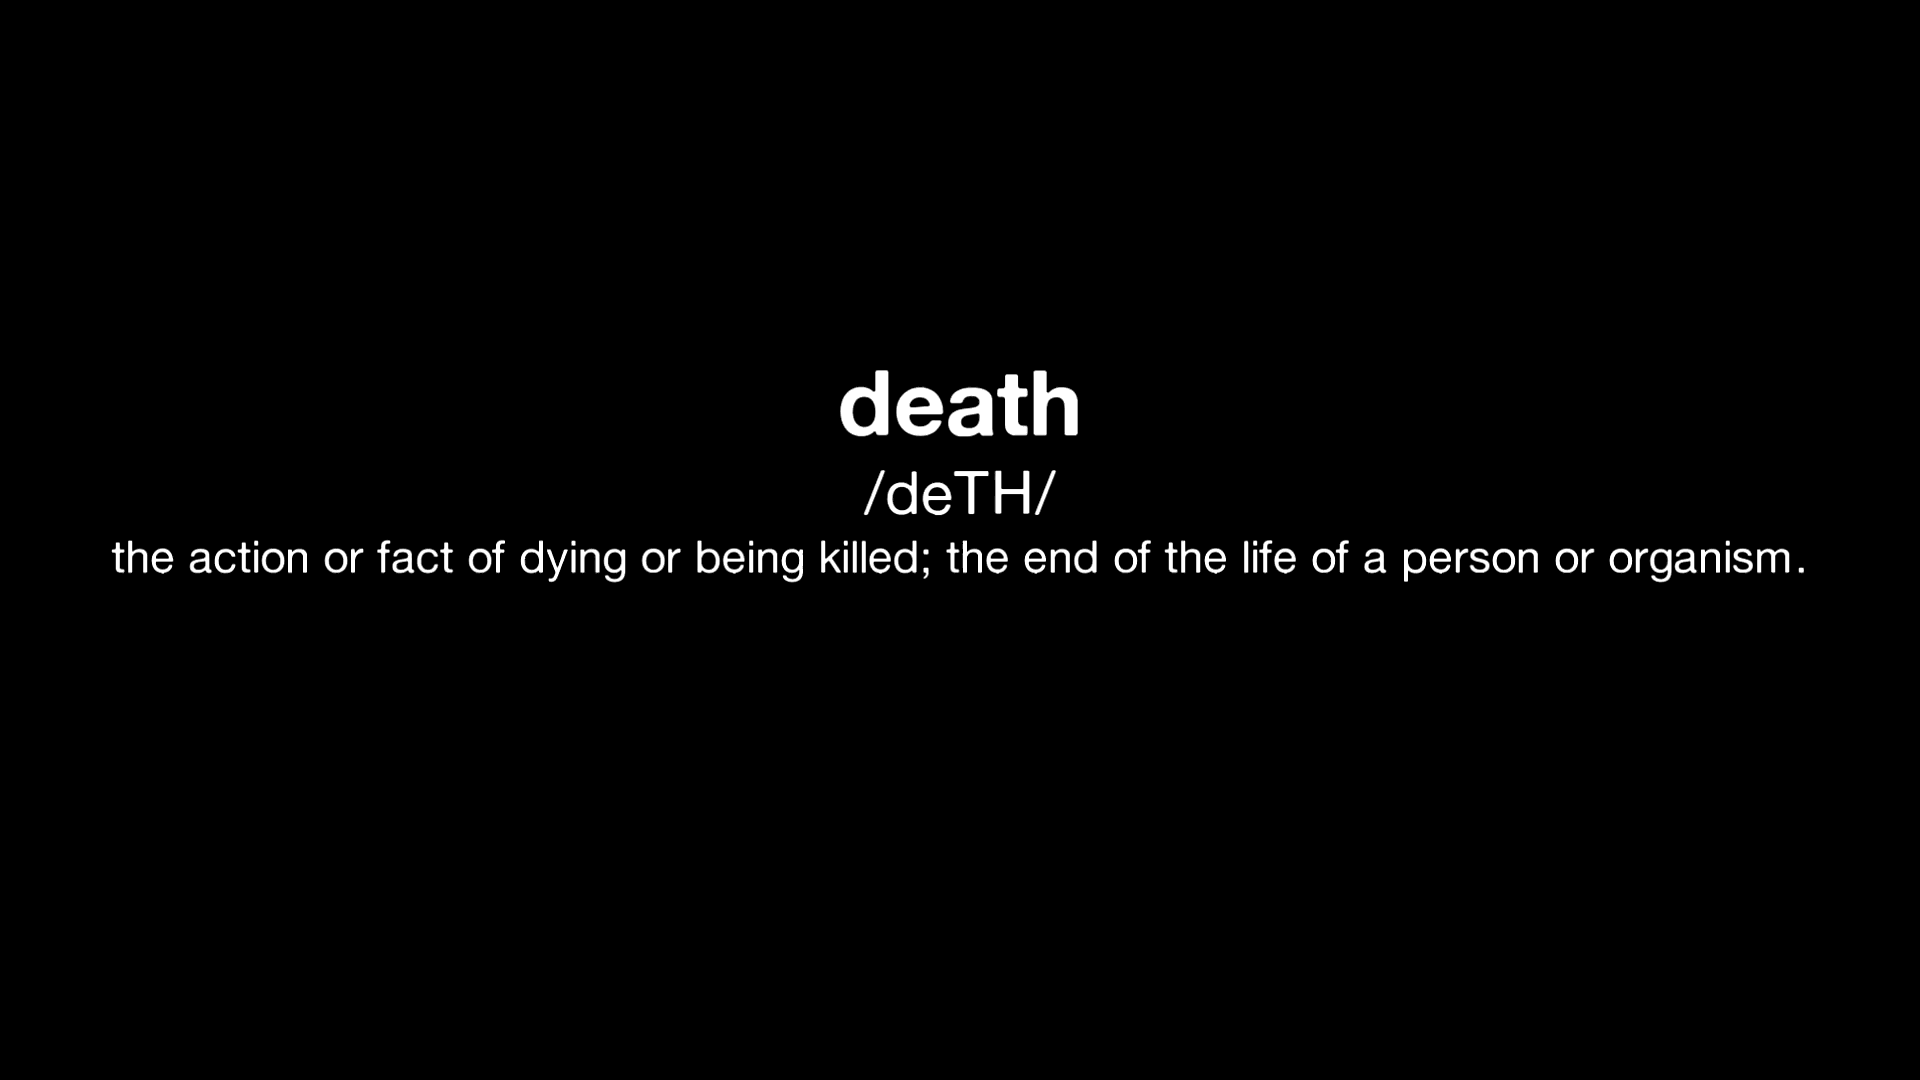 death
/deTH/
the action or fact of dying or being killed; the end of the life of a person or organism.